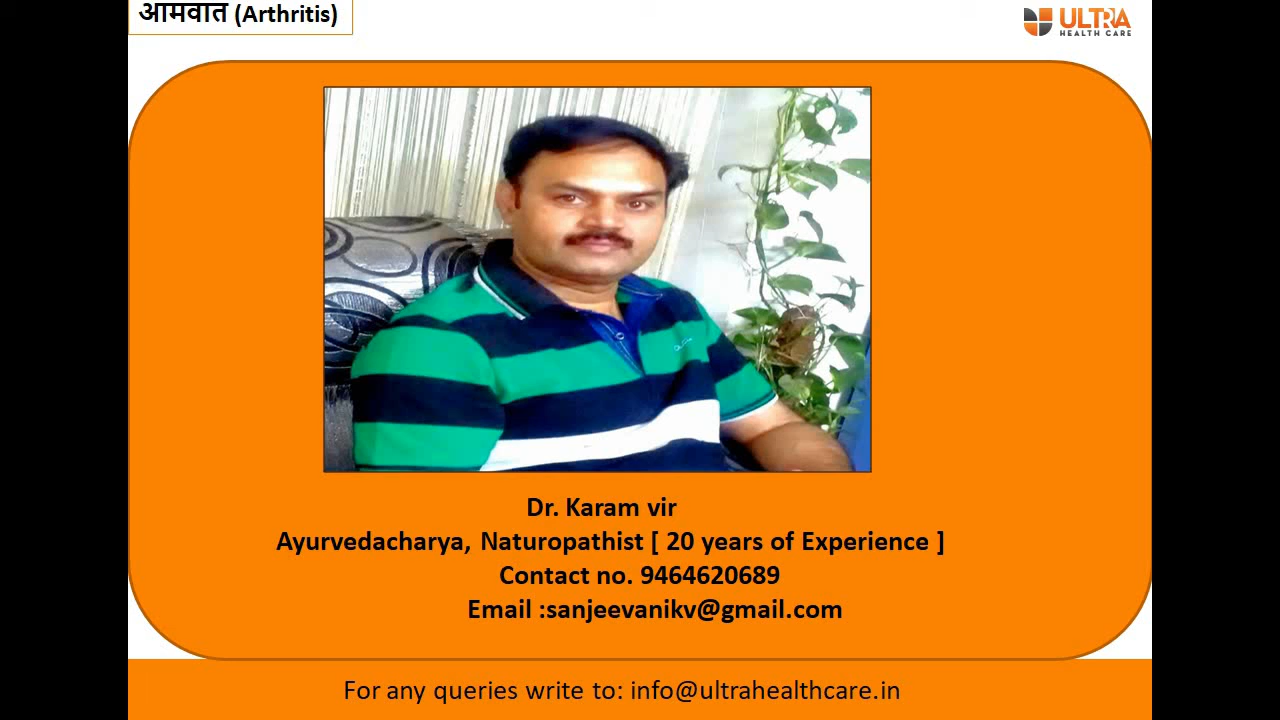 आमवात (Arthritis)
ULTRA
HEALTH CARE
Dr. Karam vir
Ayurvedacharya, Naturopathist [ 20 years of Experience ]
Contact no. 9464620689
Email :sanjeevanikv@gmail.com
For any queries write to: info@ultrahealthcare.in